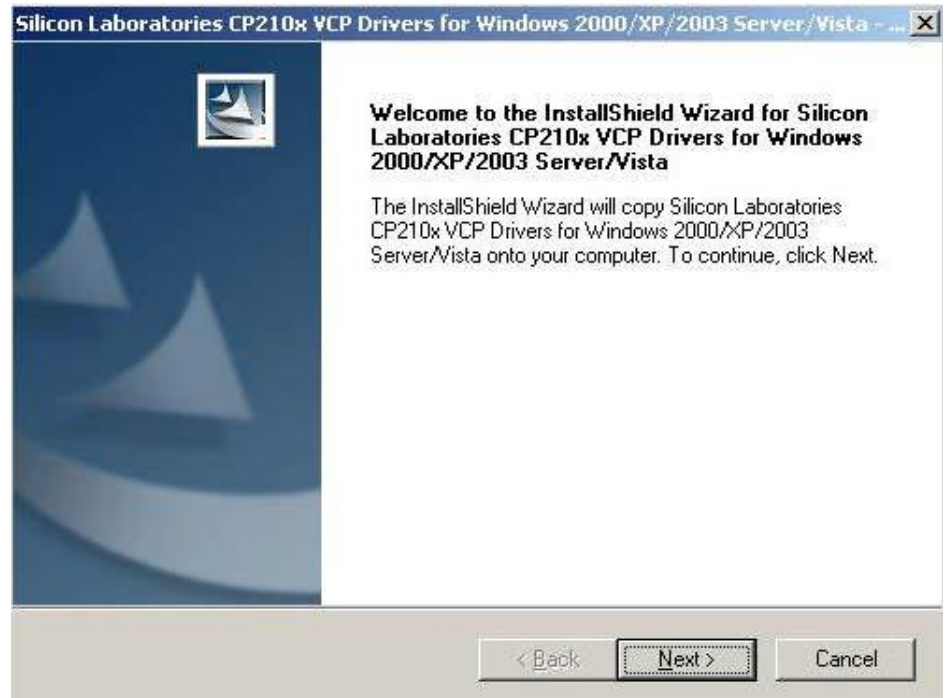 Silicon Laboratories CP210x VCP Drivers for Windows 2000/XP/2003 Server/Vista - ...
Welcome to the InstallShield Wizard for Silicon
Laboratories CP210x VCP Drivers for Windows
2000/XP/2003 Server/Vista
The InstallShield Wizard will copy Silicon Laboratories
CP210x VCP Drivers for Windows 2000/XP/2003
Server/Vista onto your computer. To continue, click Next.
< Back
Next >
Cancel